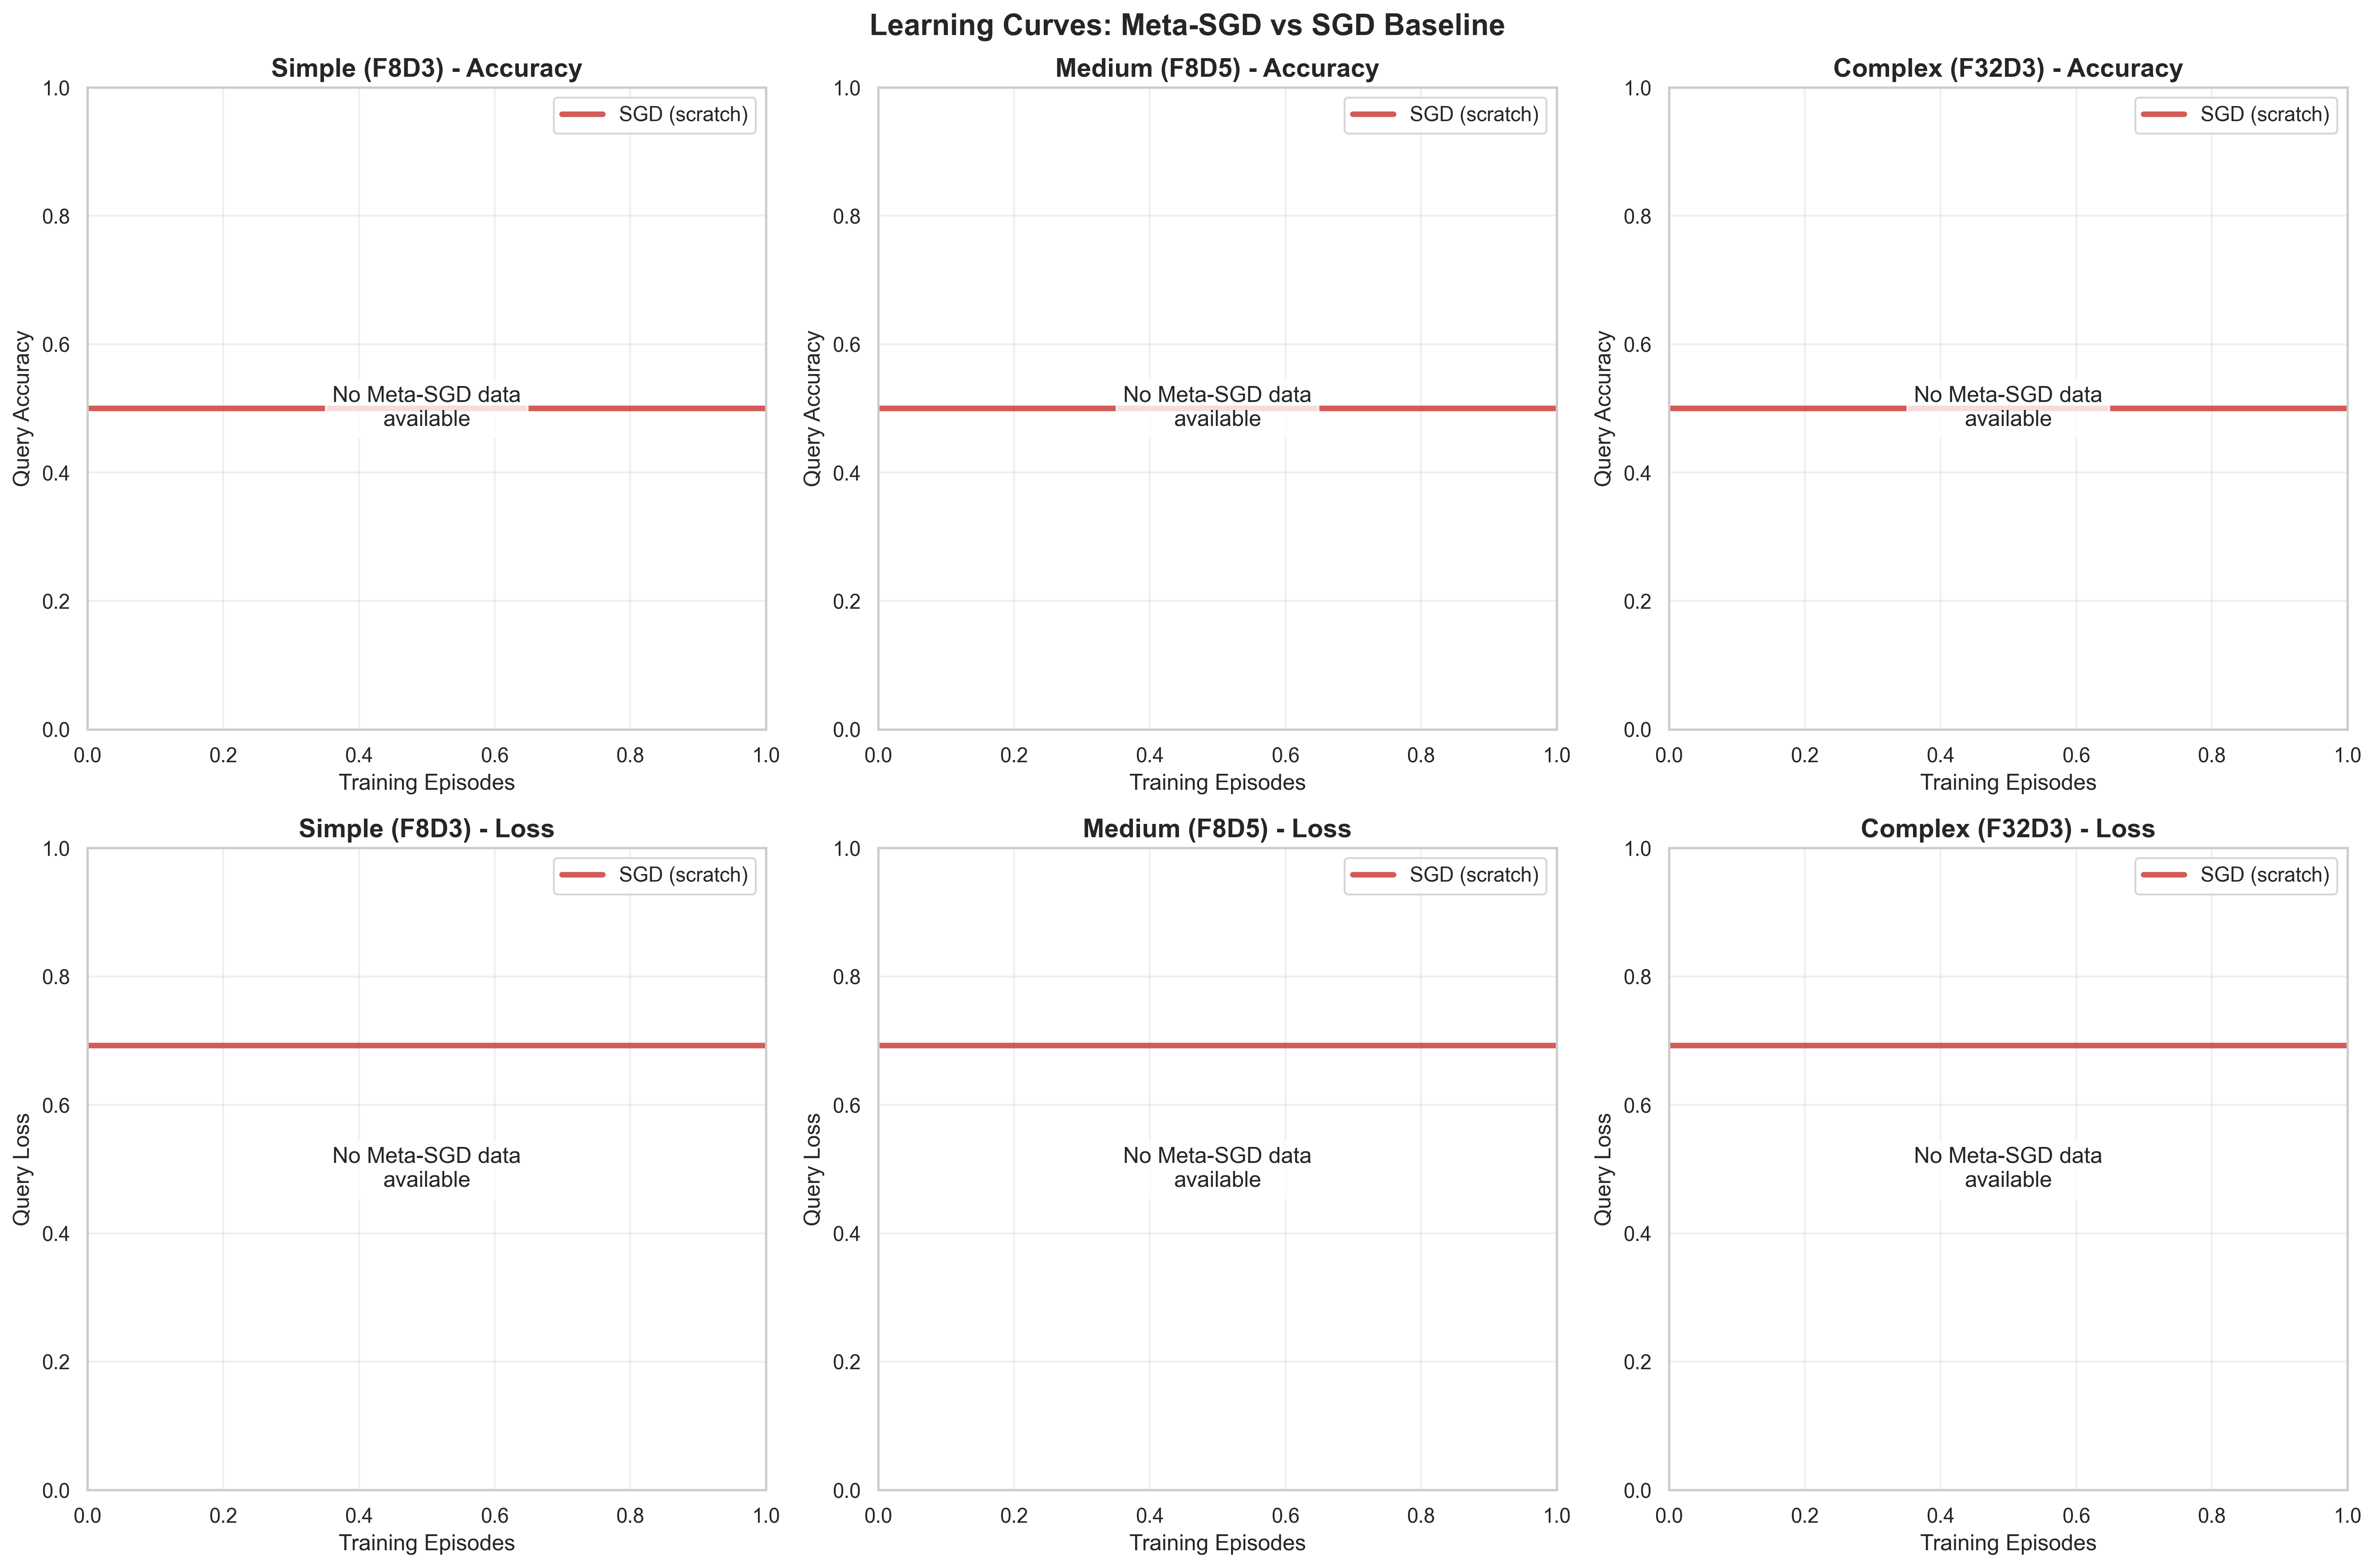 Learning Curves: Meta-SGD vs SGD Baseline
Simple (F8D3) - Accuracy
SGD (scratch)
1.0
0.8
0.6
0.4
0.2
0.0
Query Accuracy
No Meta-SGD data
available
0.0 0.2 0.4 0.6 0.8 1.0
Training Episodes
Medium (F8D5) - Accuracy
SGD (scratch)
1.0
0.8
0.6
0.4
0.2
0.0
Query Accuracy
No Meta-SGD data
available
0.0 0.2 0.4 0.6 0.8 1.0
Training Episodes
Complex (F32D3) - Accuracy
SGD (scratch)
1.0
0.8
0.6
0.4
0.2
0.0
Query Accuracy
No Meta-SGD data
available
0.0 0.2 0.4 0.6 0.8 1.0
Training Episodes
Simple (F8D3) - Loss
SGD (scratch)
1.0
0.8
0.6
0.4
0.2
0.0
Query Loss
No Meta-SGD data
available
0.0 0.2 0.4 0.6 0.8 1.0
Training Episodes
Medium (F8D5) - Loss
SGD (scratch)
1.0
0.8
0.6
0.4
0.2
0.0
Query Loss
No Meta-SGD data
available
0.0 0.2 0.4 0.6 0.8 1.0
Training Episodes
Complex (F32D3) - Loss
SGD (scratch)
1.0
0.8
0.6
0.4
0.2
0.0
Query Loss
No Meta-SGD data
available
0.0 0.2 0.4 0.6 0.8 1.0
Training Episodes